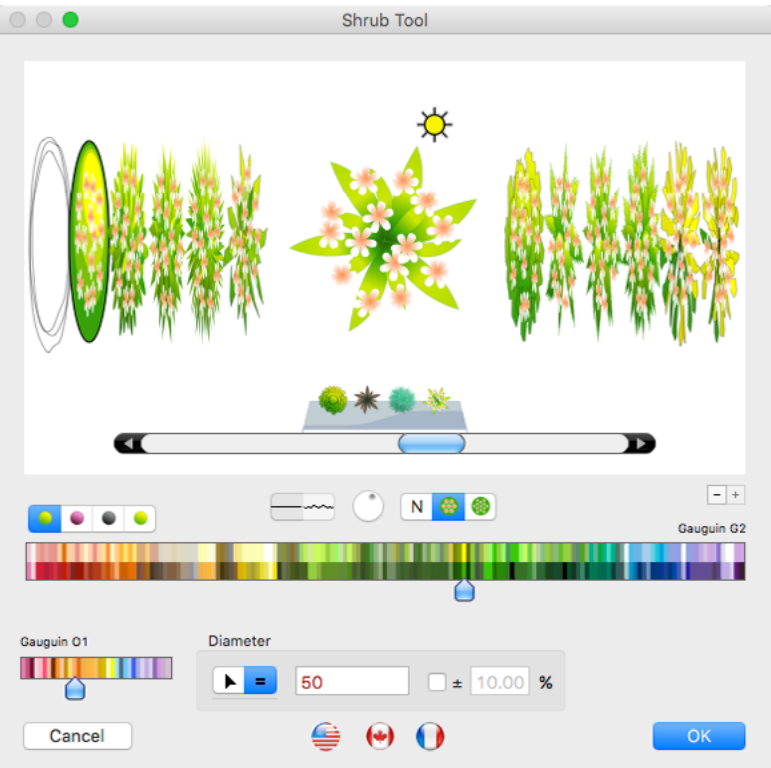 Shrub Tool
N
- +
Gauguin G2
Gauguin O1
Diameter
= 50 ± 10.00 %
Cancel
OK